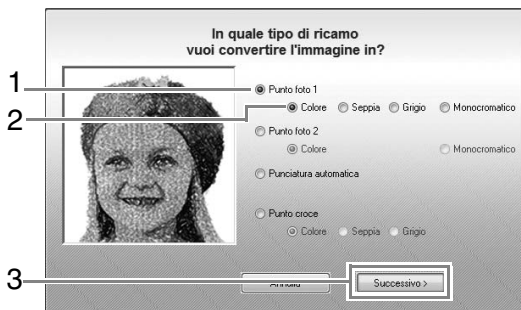 In quale tipo di ricamo
vuoi convertire l'immagine in?
1
Punto foto 1
2
Colore Seppia Grigio Monocromatico
Punto foto 2
Colore Monocromatico
Punciatura automatica
Punto croce
Colore Seppia Grigio
3
Annulla Successivo >